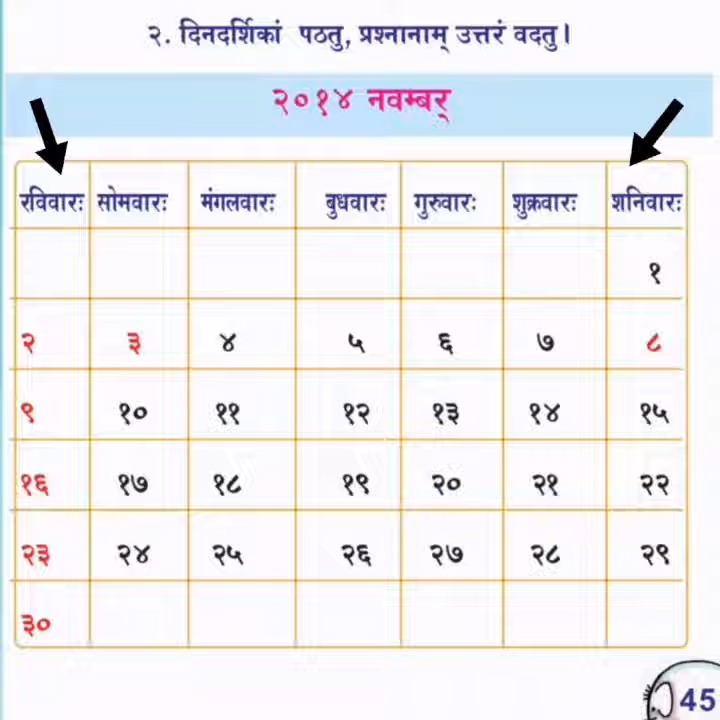 २. दिनदर्शिकां पठतु, प्रश्नानाम् उत्तरं वदतु।
२०१४ नवम्बर्
रविवारः सोमवारः मंगलवारः बुधवारः गुरुवारः शुक्रवारः शनिवारः
१
२ ३ ४ ५ ६ ७ ८
९ १० ११ १२ १३ १४ १५
१६ १७ १८ १९ २० २१ २२
२३ २४ २५ २६ २७ २८ २९
३०
45